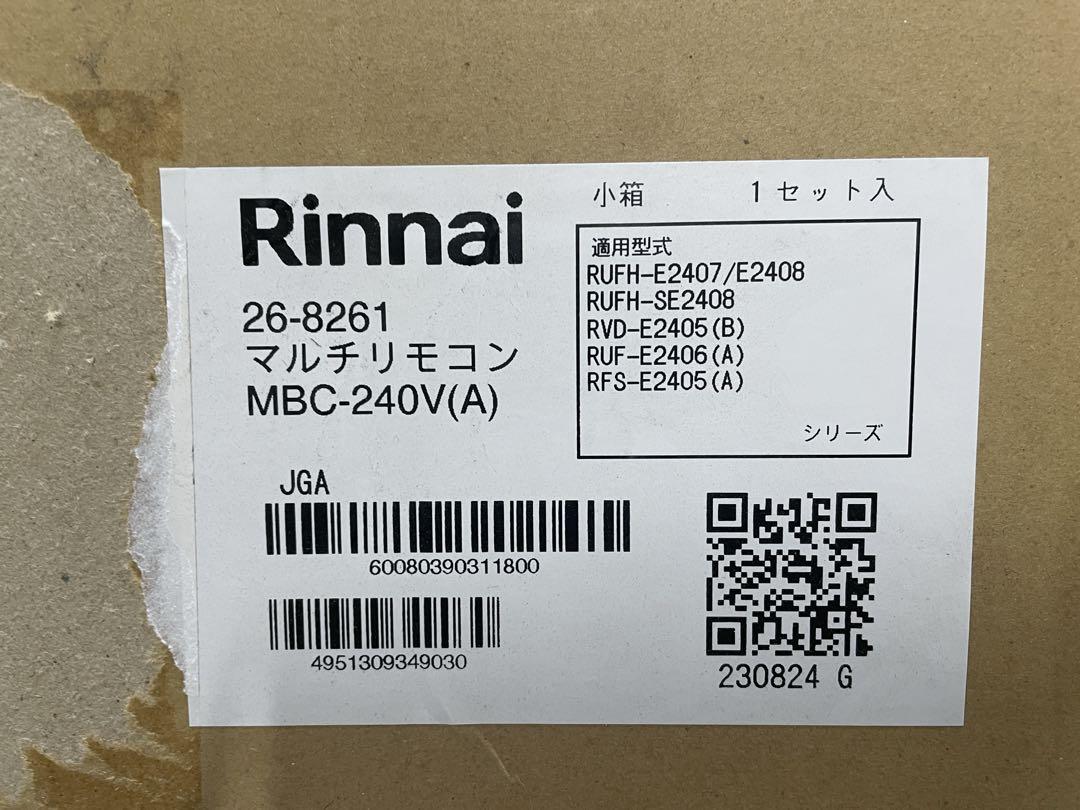 Rinnai
26-8261
マルチリモコン
MBC-240V(A)
小箱 1セット入
適用型式
RUFH-E2407/E2408
RUFH-SE2408
RVD-E2405(B)
RUF-E2406(A)
RFS-E2405(A)
シリーズ
JGA
60080390311800
4951309349030
230824 G